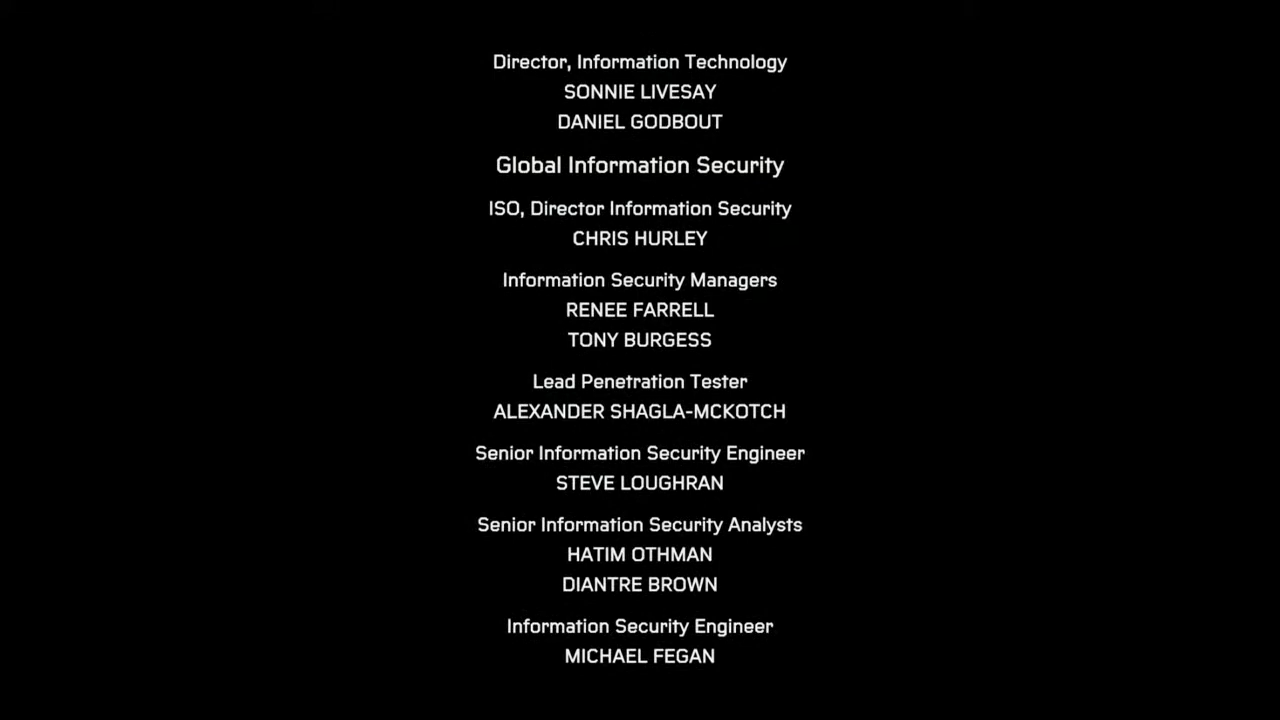 Director, Information Technology
SONNIE LIVESAY
DANIEL GODBOUT
Global Information Security
ISO, Director Information Security
CHRIS HURLEY
Information Security Managers
RENEE FARRELL
TONY BURGESS
Lead Penetration Tester
ALEXANDER SHAGLA-MCKOTCH
Senior Information Security Engineer
STEVE LOUGHRAN
Senior Information Security Analysts
HATIM OTHMAN
DIANTRE BROWN
Information Security Engineer
MICHAEL FEGAN